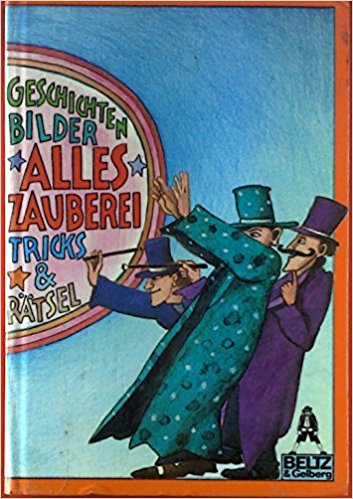 GESCHICHTEN
BILDER
ALLES
ZAUBEREI
TRICKS
&
RÄTSEL
BELTZ
& Gelberg